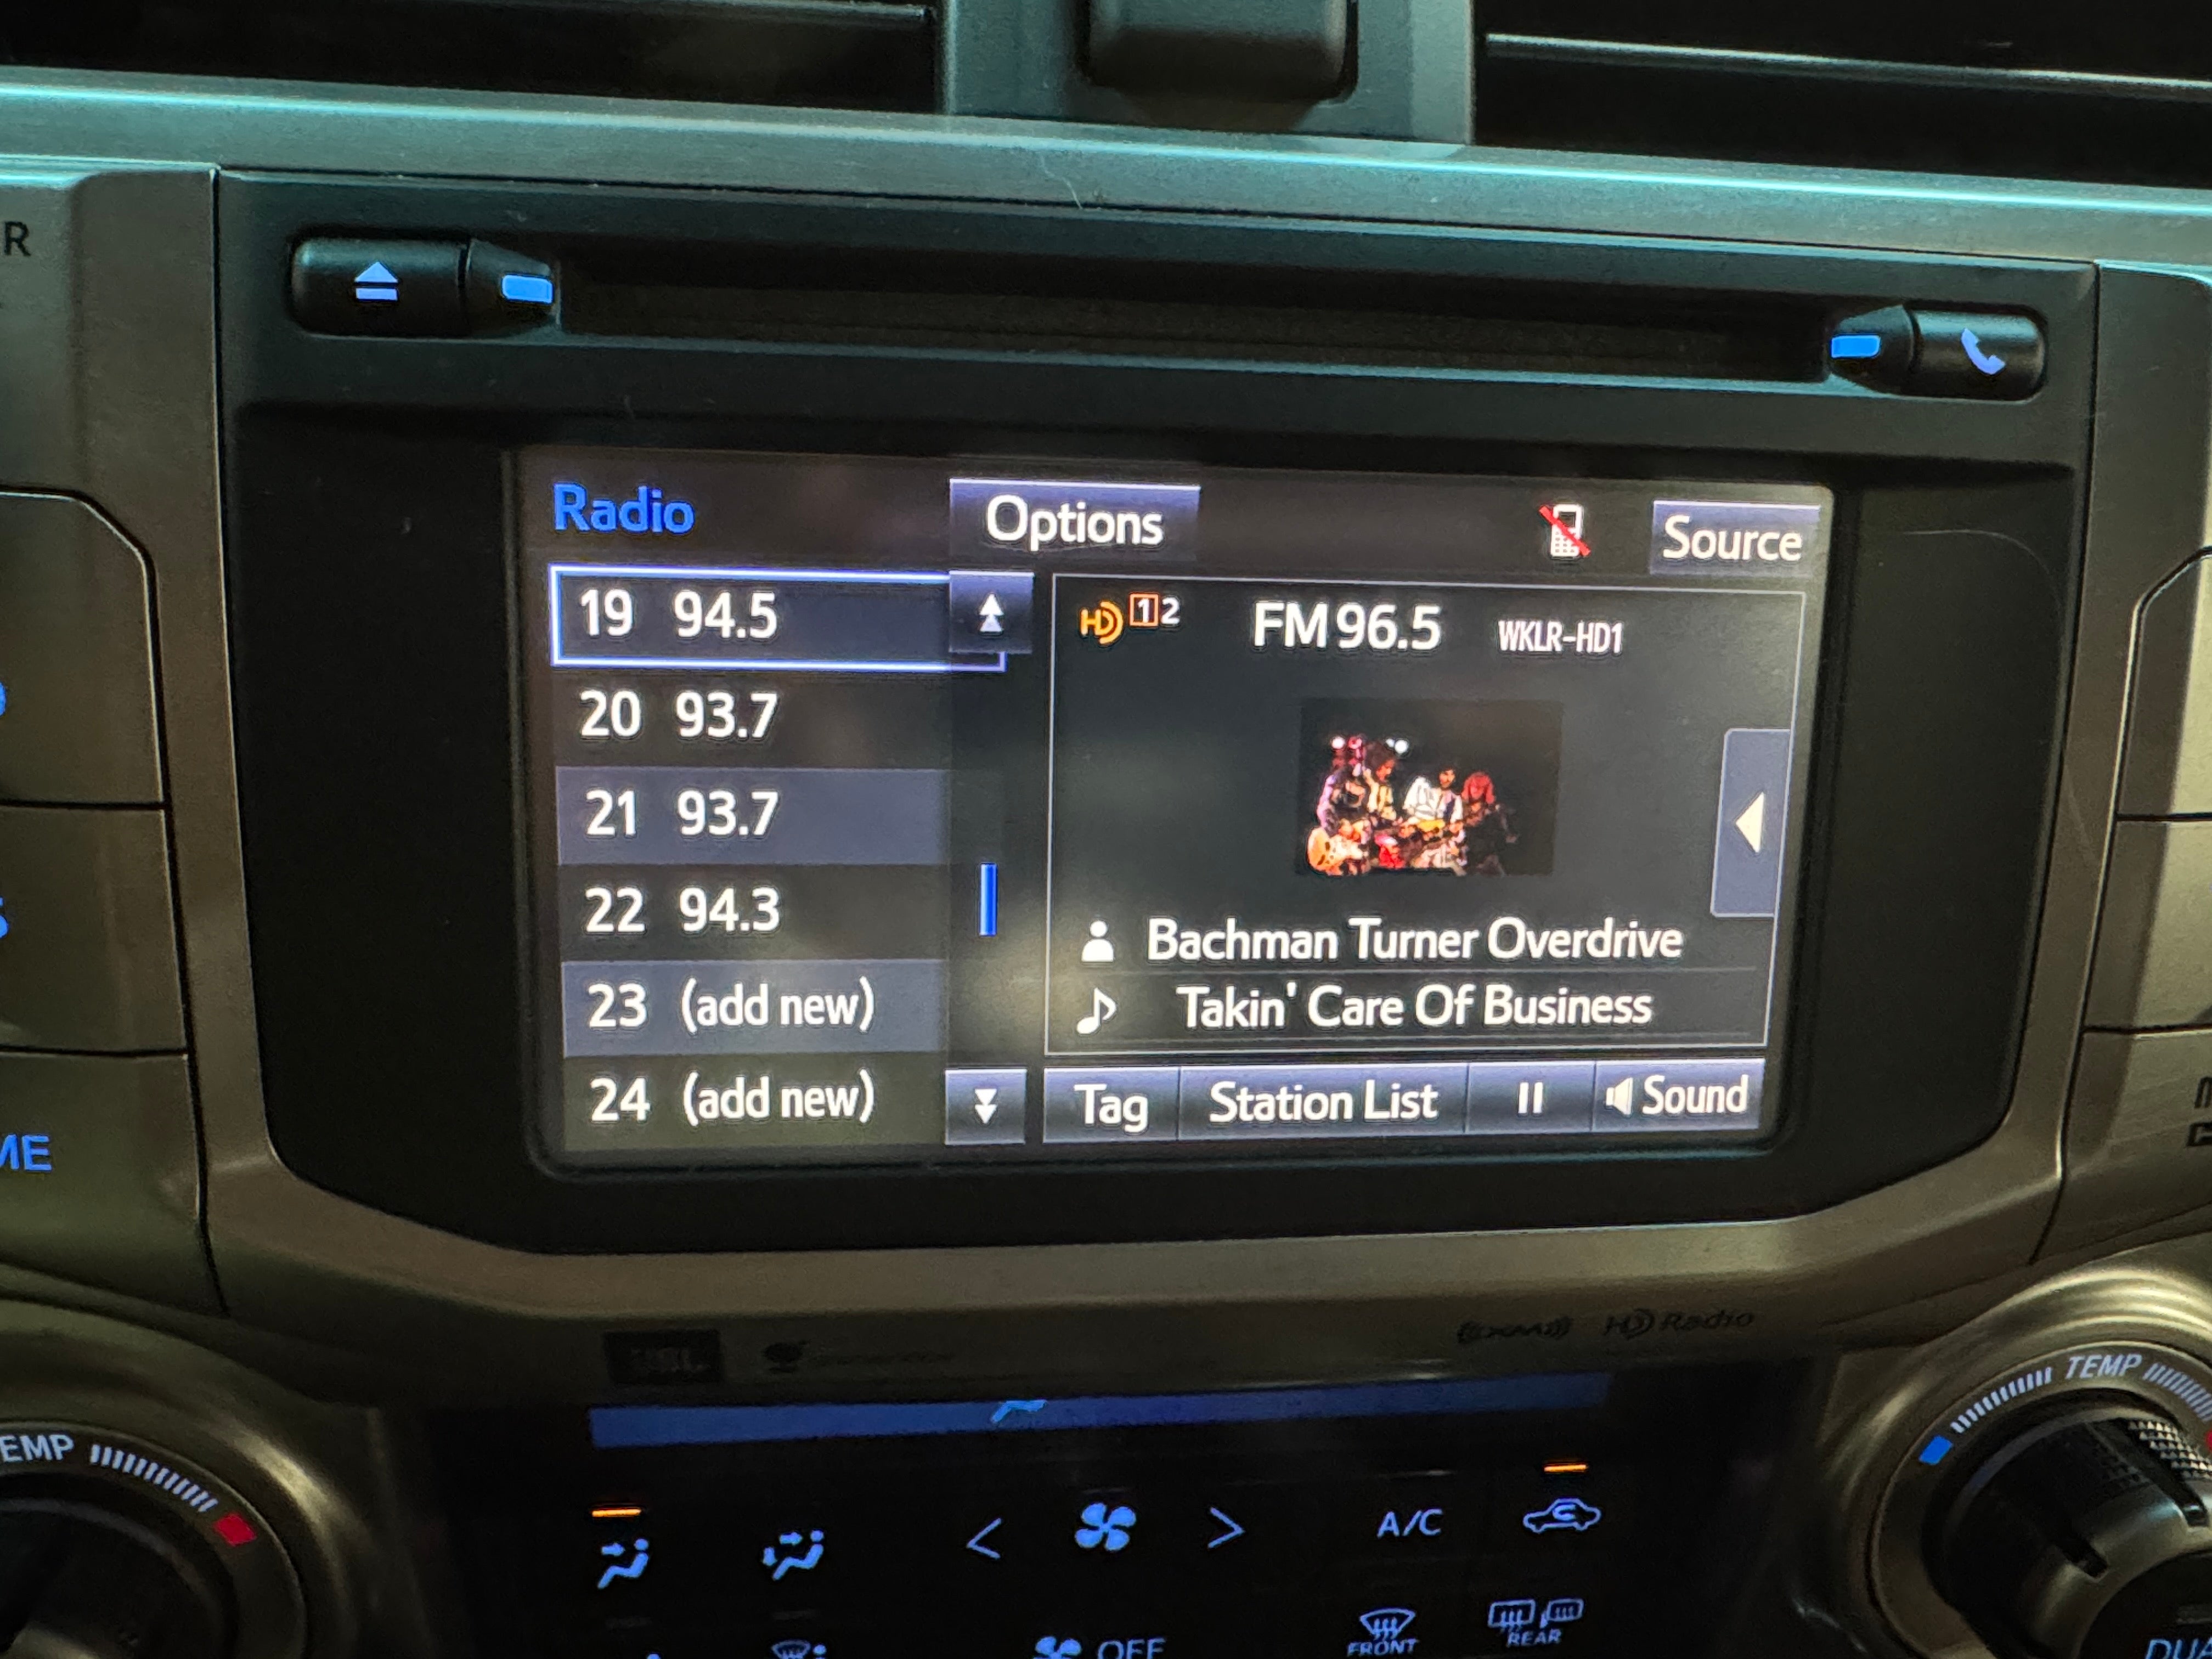 R
Radio
Options
Source
19 94.5
20 93.7
21 93.7
22 94.3
23 (add new)
24 (add new)
HD 1 2
FM 96.5
WKLR-HD1
Bachman Turner Overdrive
Takin' Care Of Business
Tag
Station List
Sound
ME
JBL
HD Radio
EMP
TEMP
A/C
OFF
FRONT
REAR
DUA